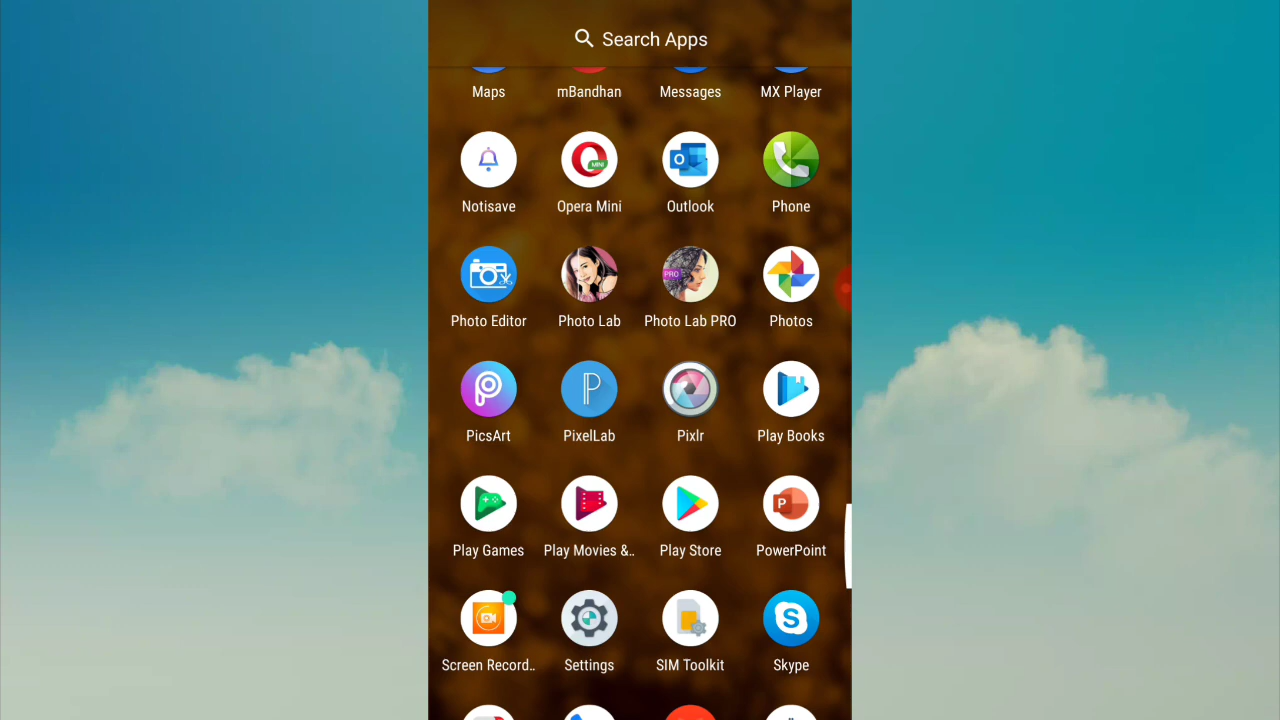 Search Apps
Maps mBandhan Messages MX Player
MINI
Notisave Opera Mini Outlook Phone
PRO
Photo Editor Photo Lab Photo Lab PRO Photos
PicsArt PixelLab Pixlr Play Books
Play Games Play Movies &.. Play Store PowerPoint
Screen Record.. Settings SIM Toolkit Skype